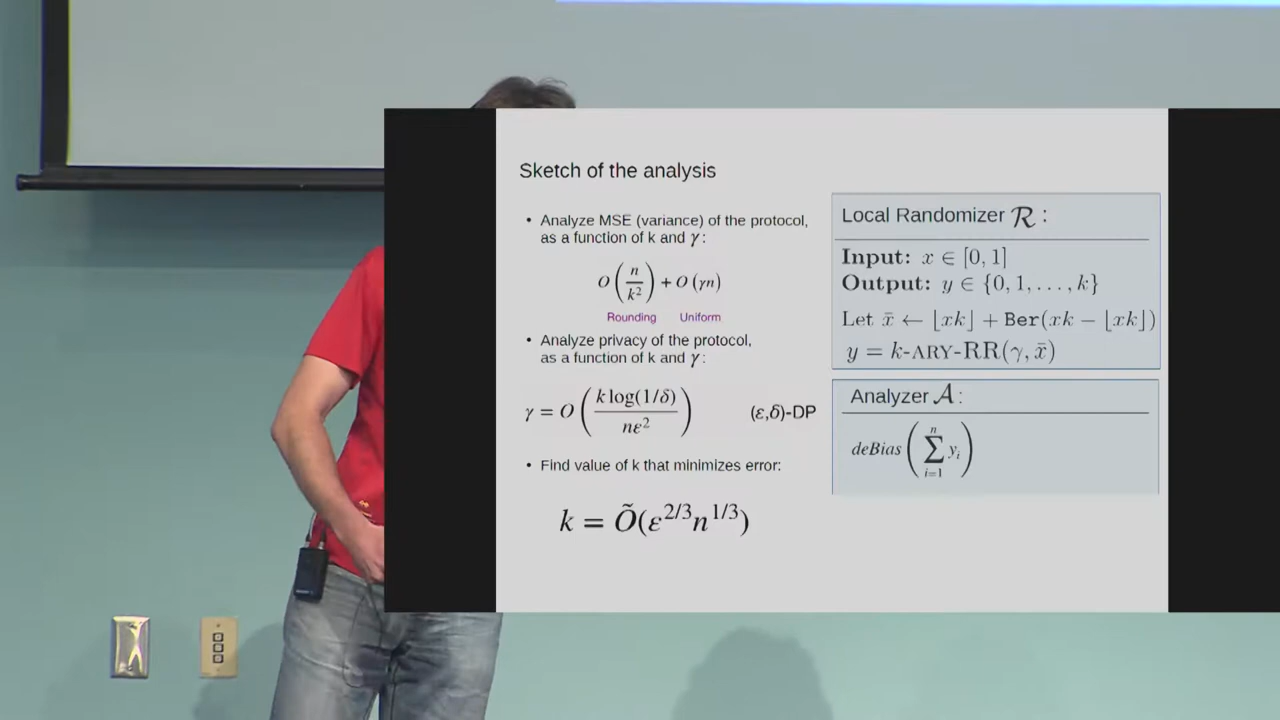 Sketch of the analysis
• Analyze MSE (variance) of the protocol,
as a function of k and γ:
O(n/k²) + O(γn)
Rounding Uniform
• Analyze privacy of the protocol,
as a function of k and γ:
γ = O(k log(1/δ)/nε²) (ε,δ)-DP
• Find value of k that minimizes error:
k = Õ(ε^{2/3}n^{1/3})
Local Randomizer R :
Input: x ∈ [0, 1]
Output: y ∈ {0, 1, . . . , k}
Let x̄ ← ⌊xk⌋ + Ber(xk − ⌊xk⌋)
y = k-ARY-RR(γ, x̄)
Analyzer A :
deBias(∑_{i=1}^{n} y_i)